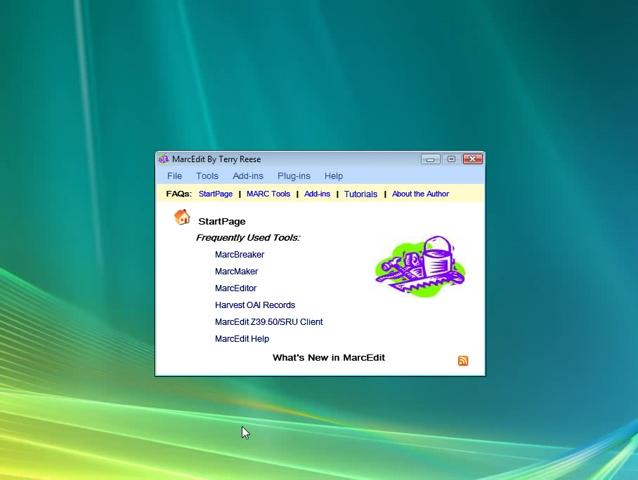 MarcEdit By Terry Reese
File Tools Add-ins Plug-ins Help
FAQs: StartPage | MARC Tools | Add-ins | Tutorials | About the Author
StartPage
Frequently Used Tools:
MarcBreaker
MarcMaker
MarcEditor
Harvest OAI Records
MarcEdit Z39.50/SRU Client
MarcEdit Help
What's New in MarcEdit